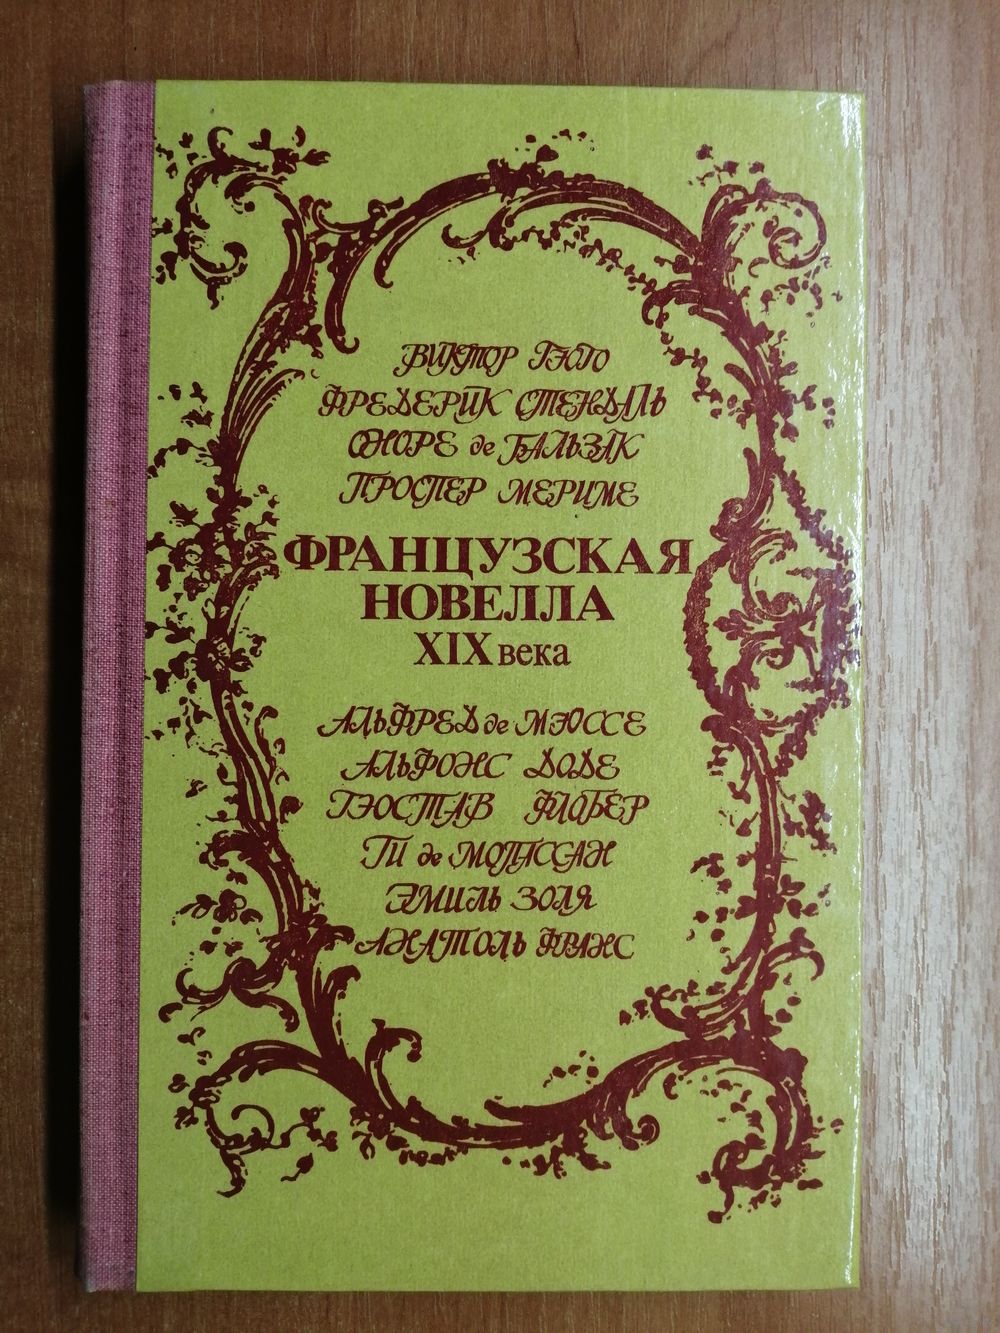 ВИКТОР ГЮГО
ФРЕДЕРИК СТЕНДАЛЬ
ОНОРЕ де БАЛЬЗАК
ПРОСПЕР МЕРИМЕ
ФРАНЦУЗСКАЯ
НОВЕЛЛА
XIX века
АЛЬФРЕД де МЮССЕ
АЛЬФОНС ДОДЕ
ГЮСТАВ ФЛОБЕР
ГИ де МОПАССАН
ЭМИЛЬ ЗОЛЯ
АНАТОЛЬ ФРАНС